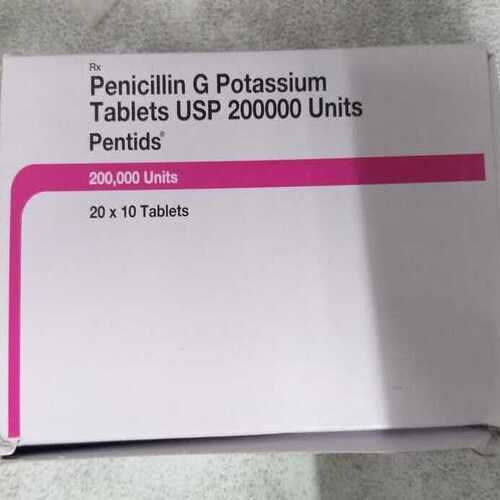 Rx
Penicillin G Potassium
Tablets USP 200000 Units
Pentids®
200,000 Units
20 x 10 Tablets